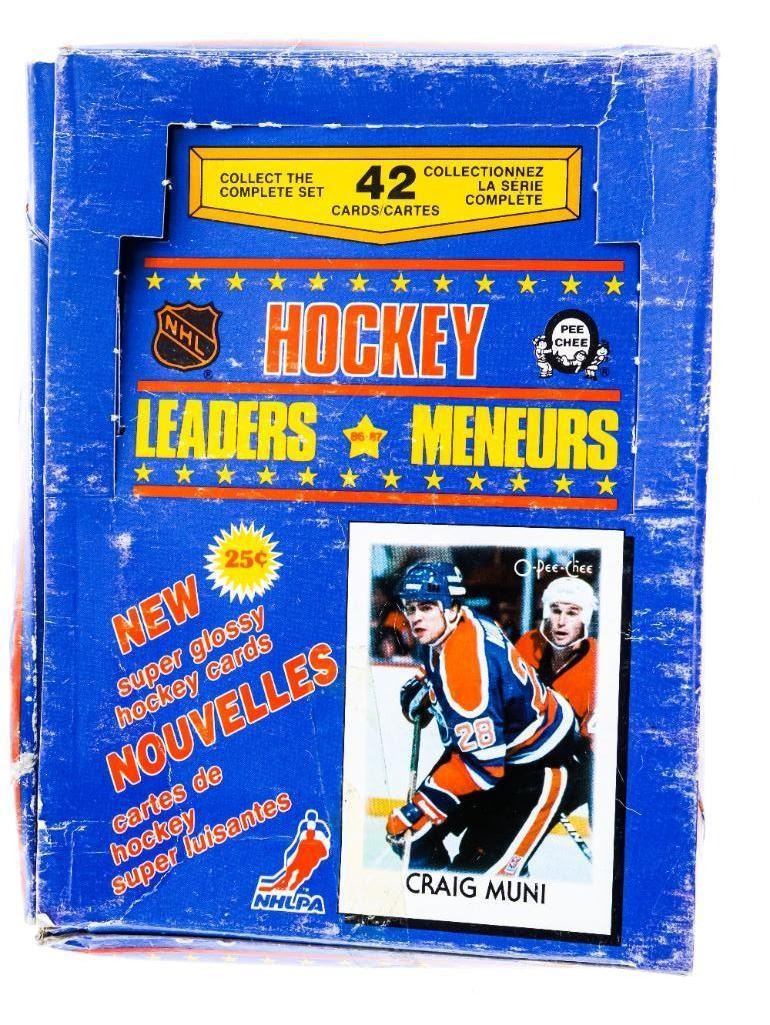 COLLECT THE
COMPLETE SET
42
CARDS/CARTES
COLLECTIONNEZ
LA SÉRIE
COMPLÈTE
NHL
®
HOCKEY
PEE
CHEE
®
LEADERS
86-87
MENEURS
25¢
NEW
super glossy
hockey cards
NOUVELLES
cartes de
hockey
super luisantes
NHLPA
O-Pee-Chee
28
28
CRAIG MUNI